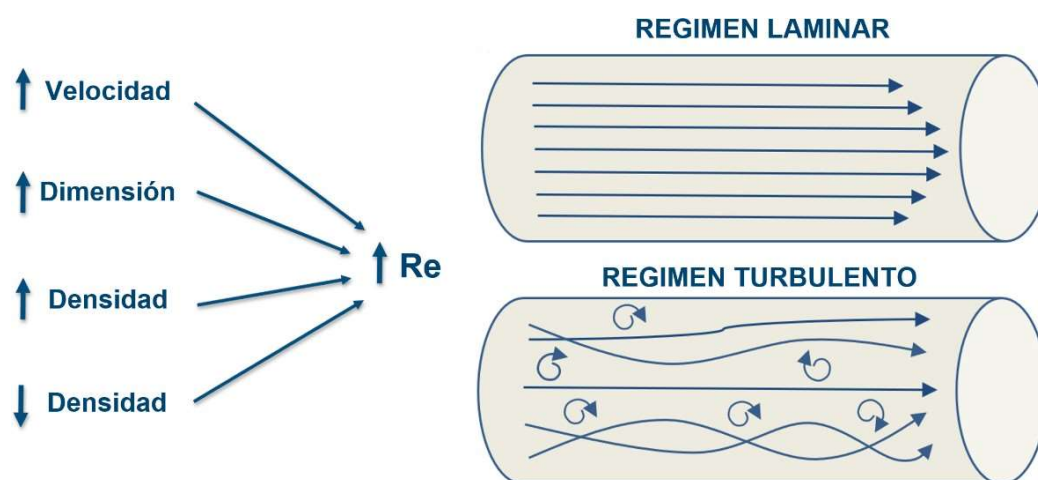 Velocidad
Dimensión
Densidad
Densidad
Re
REGIMEN LAMINAR
REGIMEN TURBULENTO